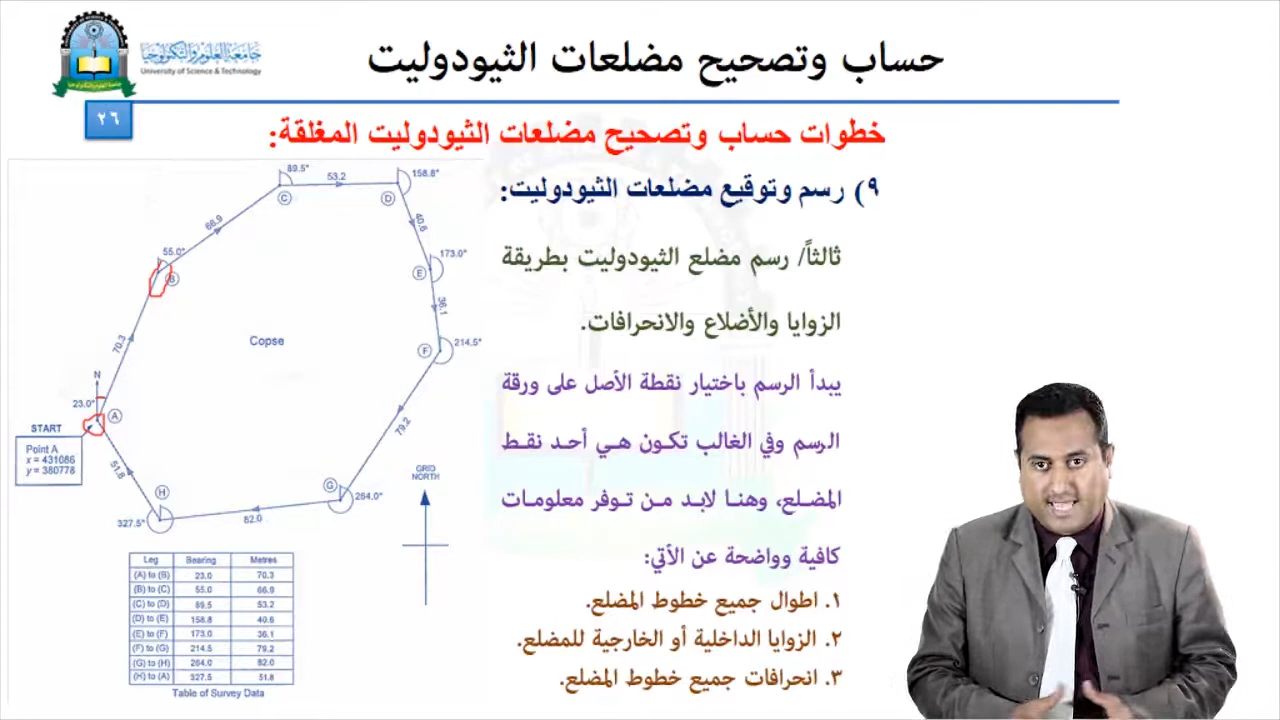 جامعة العلوم والتكنولوجيا
University of Science & Technology
حساب وتصحيح مضلعات الثيودوليت
٢٦
خطوات حساب وتصحيح مضلعات الثيودوليت المغلقة:
٩) رسم وتوقيع مضلعات الثيودوليت:
ثالثاً/ رسم مضلع الثيودوليت بطريقة
الزوايا والأضلاع والانحرافات.
يبدأ الرسم باختيار نقطة الأصل على ورقة
الرسم وفي الغالب تكون هي أحد نقط
المضلع، وهنا لابد من توفر معلومات
كافية وواضحة عن الأتي:
١. اطوال جميع خطوط المضلع.
٢. الزوايا الداخلية أو الخارجية للمضلع.
٣. انحرافات جميع خطوط المضلع.
89.5°
53.2
158.8°
C
D
66.9
40.6
55.0°
B
173.0°
E
36.1
70.3
Copse
F
214.5°
N
23.0°
A
79.2
START
Point A
x = 431086
y = 380778
51.8
GRID
NORTH
H
G
264.0°
327.5°
82.0
Leg Bearing Metres
(A) to (B) 23.0 70.3
(B) to (C) 55.0 66.9
(C) to (D) 89.5 53.2
(D) to (E) 158.8 40.6
(E) to (F) 173.0 36.1
(F) to (G) 214.5 79.2
(G) to (H) 264.0 82.0
(H) to (A) 327.5 51.8
Table of Survey Data